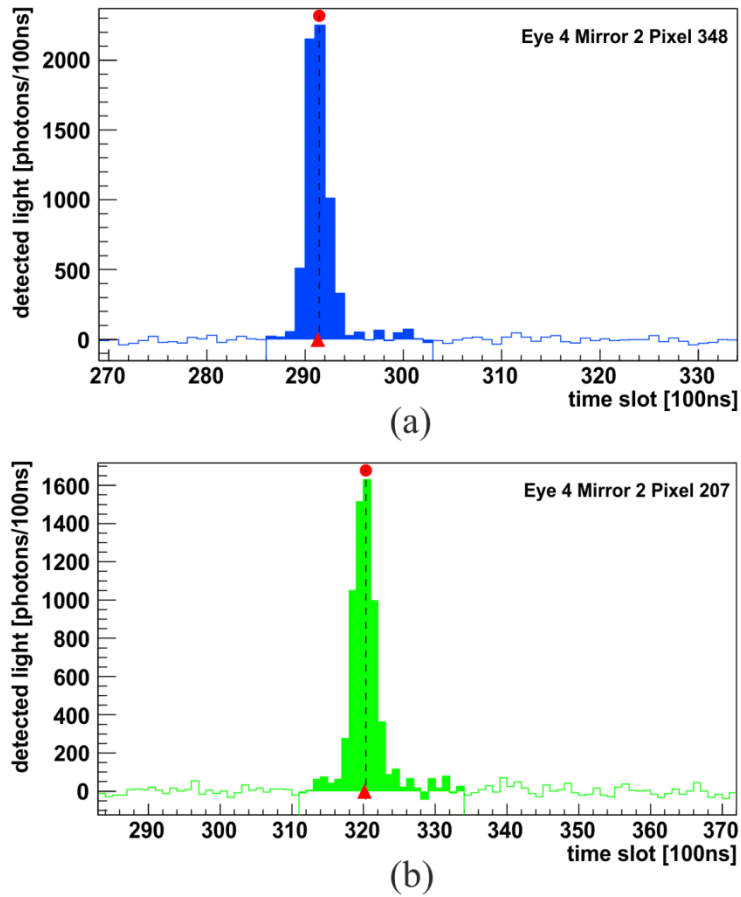 Eye 4 Mirror 2 Pixel 348
detected light [photons/100ns]
2000
1500
1000
500
0
270 280 290 300 310 320 330
time slot [100ns]
(a)
Eye 4 Mirror 2 Pixel 207
detected light [photons/100ns]
1600
1400
1200
1000
800
600
400
200
0
290 300 310 320 330 340 350 360 370
time slot [100ns]
(b)